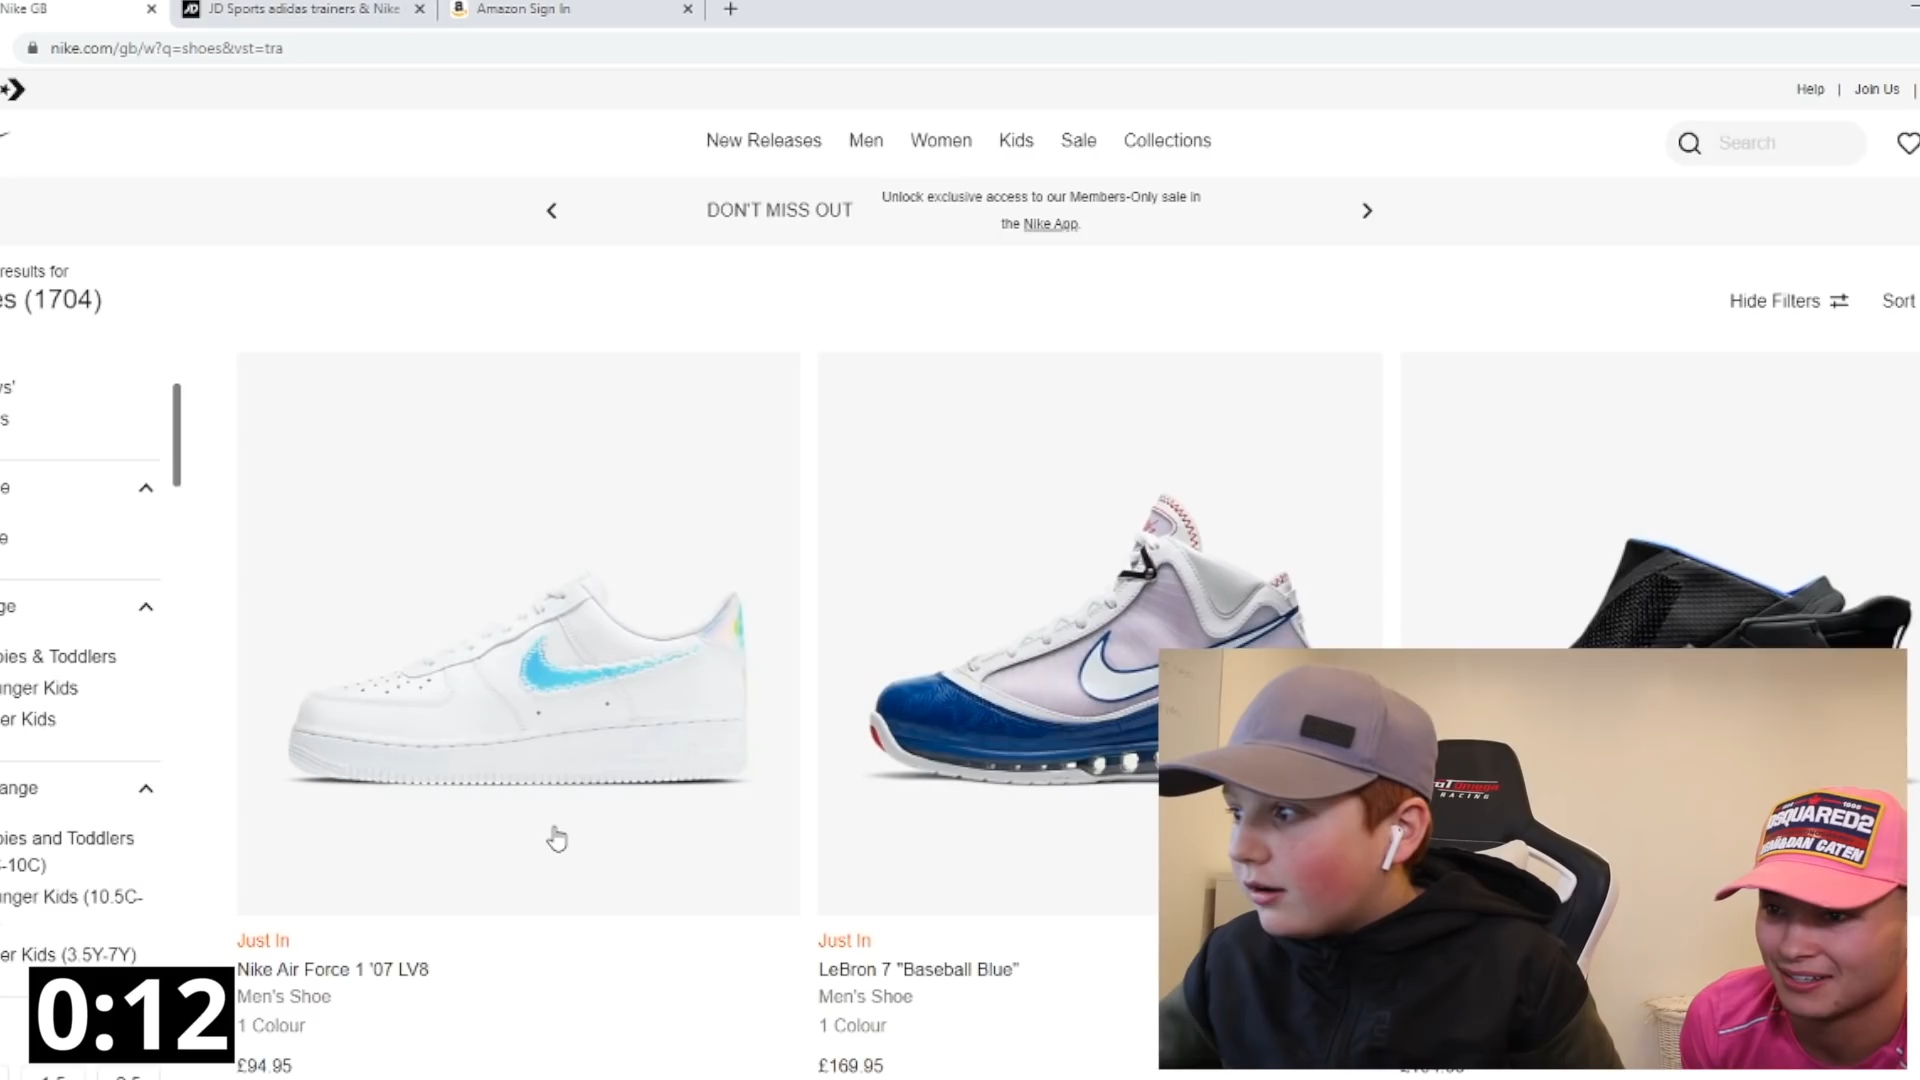 Nike GB
JD Sports adidas trainers & Nike
Amazon Sign In
nike.com/gb/w?q=shoes&vst=tra
Help | Join Us |
New Releases Men Women Kids Sale Collections
Search
DON'T MISS OUT
Unlock exclusive access to our Members-Only sale in
the Nike App.
results for
es (1704)
Hide Filters
Sort
ys'
s
e
e
ge
bies & Toddlers
unger Kids
er Kids
ange
bies and Toddlers
-10C)
unger Kids (10.5C-
er Kids (3.5Y-7Y)
0:12
Just In
Nike Air Force 1 '07 LV8
Men's Shoe
1 Colour
£94.95
Just In
LeBron 7 "Baseball Blue"
Men's Shoe
1 Colour
£169.95
RACING
DSQUARED2